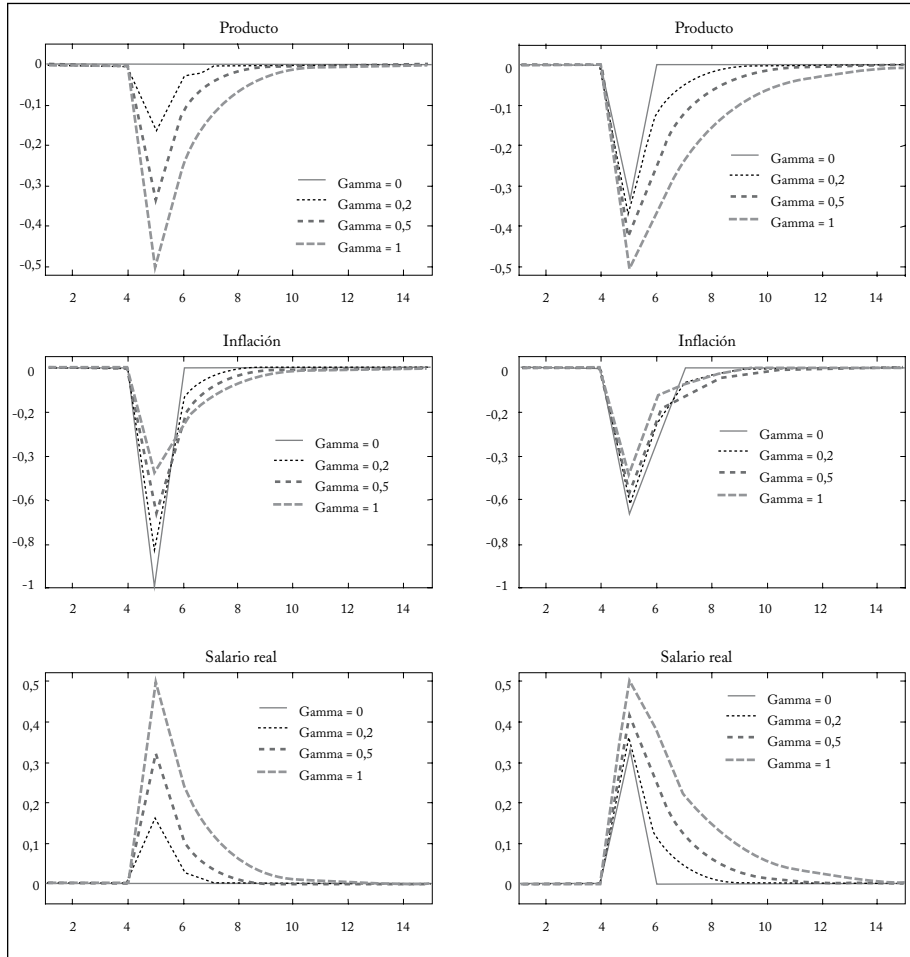 Producto
0
-0,1
-0,2
-0,3
-0,4
-0,5
Gamma = 0
Gamma = 0,2
Gamma = 0,5
Gamma = 1
2 4 6 8 10 12 14
Producto
0
-0,1
-0,2
-0,3
-0,4
-0,5
Gamma = 0
Gamma = 0,2
Gamma = 0,5
Gamma = 1
2 4 6 8 10 12 14
Inflación
0
-0,2
-0,3
-0,6
-0,8
-1
Gamma = 0
Gamma = 0,2
Gamma = 0,5
Gamma = 1
2 4 6 8 10 12 14
Inflación
0
-0,2
-0,3
-0,6
-0,8
-1
Gamma = 0
Gamma = 0,2
Gamma = 0,5
Gamma = 1
2 4 6 8 10 12 14
Salario real
0,5
0,4
0,3
0,2
0,1
0
Gamma = 0
Gamma = 0,2
Gamma = 0,5
Gamma = 1
2 4 6 8 10 12 14
Salario real
0,5
0,4
0,3
0,2
0,1
0
Gamma = 0
Gamma = 0,2
Gamma = 0,5
Gamma = 1
2 4 6 8 10 12 14